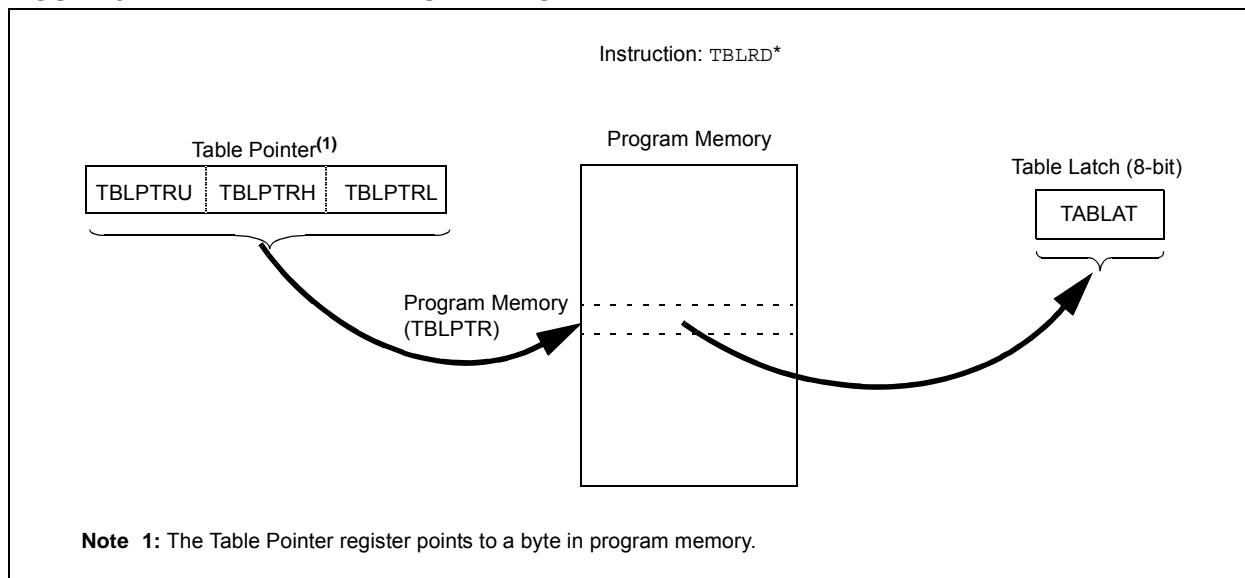 Instruction: TBLRD*
Table Pointer(1)
Program Memory
Table Latch (8-bit)
TBLPTRU TBLPTRH TBLPTRL
TABLAT
Program Memory
(TBLPTR)
Note 1: The Table Pointer register points to a byte in program memory.